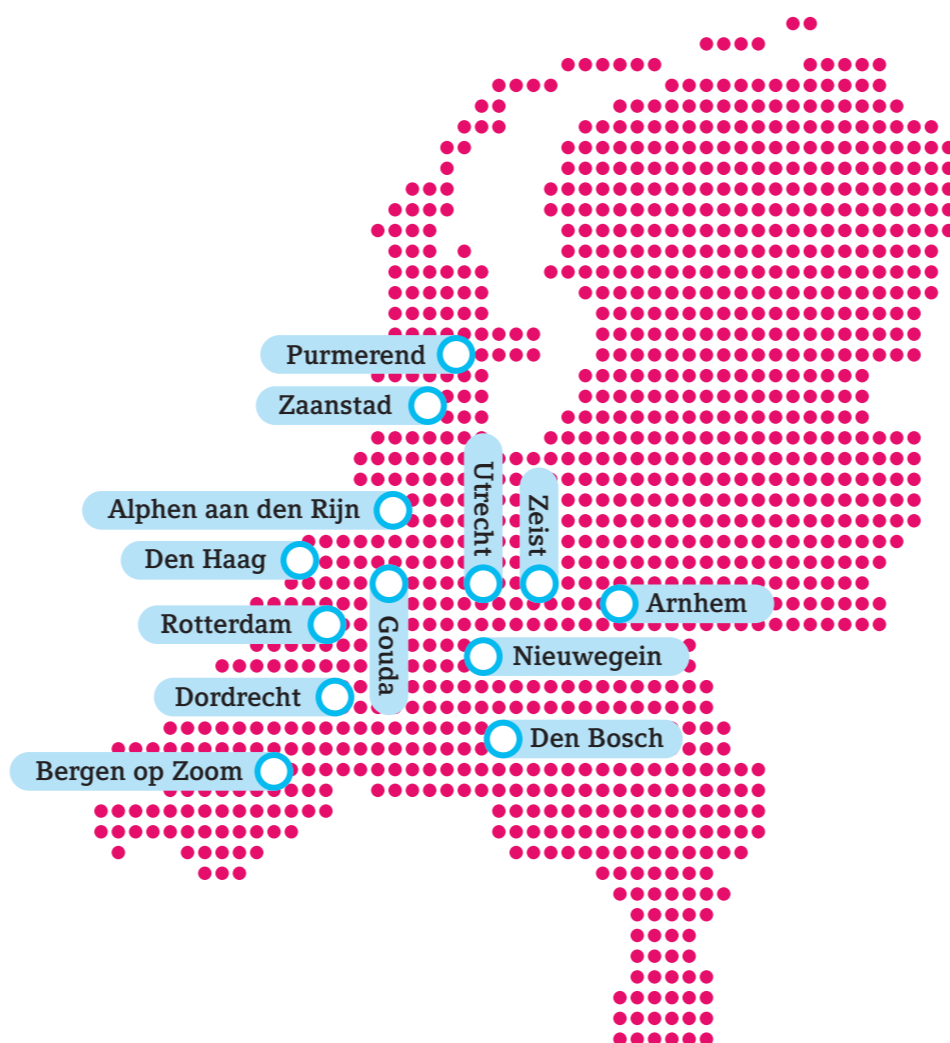 Purmerend
Zaanstad
Utrecht
Zeist
Alphen aan den Rijn
Den Haag
Arnhem
Rotterdam
Gouda
Nieuwegein
Dordrecht
Den Bosch
Bergen op Zoom